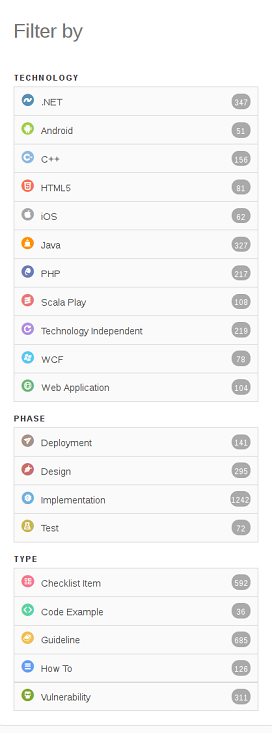 Filter by
TECHNOLOGY
.NET 347
Android 51
C++ 156
HTML5 81
iOS 62
Java 327
PHP 217
Scala Play 108
Technology Independent 219
WCF 78
Web Application 104
PHASE
Deployment 141
Design 295
Implementation 1242
Test 72
TYPE
Checklist Item 592
Code Example 36
Guideline 685
How To 126
Vulnerability 311